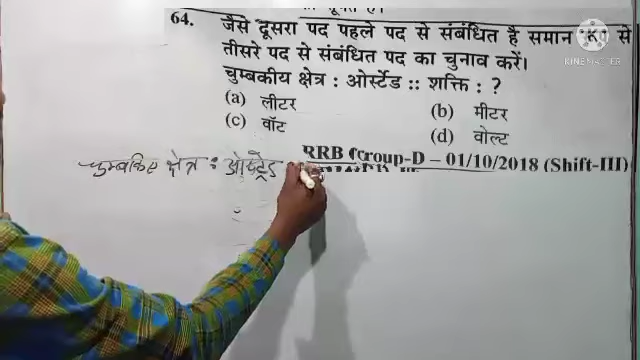 64. जैसे दूसरा पद पहले पद से संबंधित है समान से
तीसरे पद से संबंधित पद का चुनाव करें।
चुम्बकीय क्षेत्र : ओर्स्टेड :: शक्ति : ?
(a) लीटर (b) मीटर
(c) वॉट (d) वोल्ट
RRB Group-D – 01/10/2018 (Shift-III)
चुम्बकिए क्षेत्र : ओर्स्ट्रेड
KINEMASTER